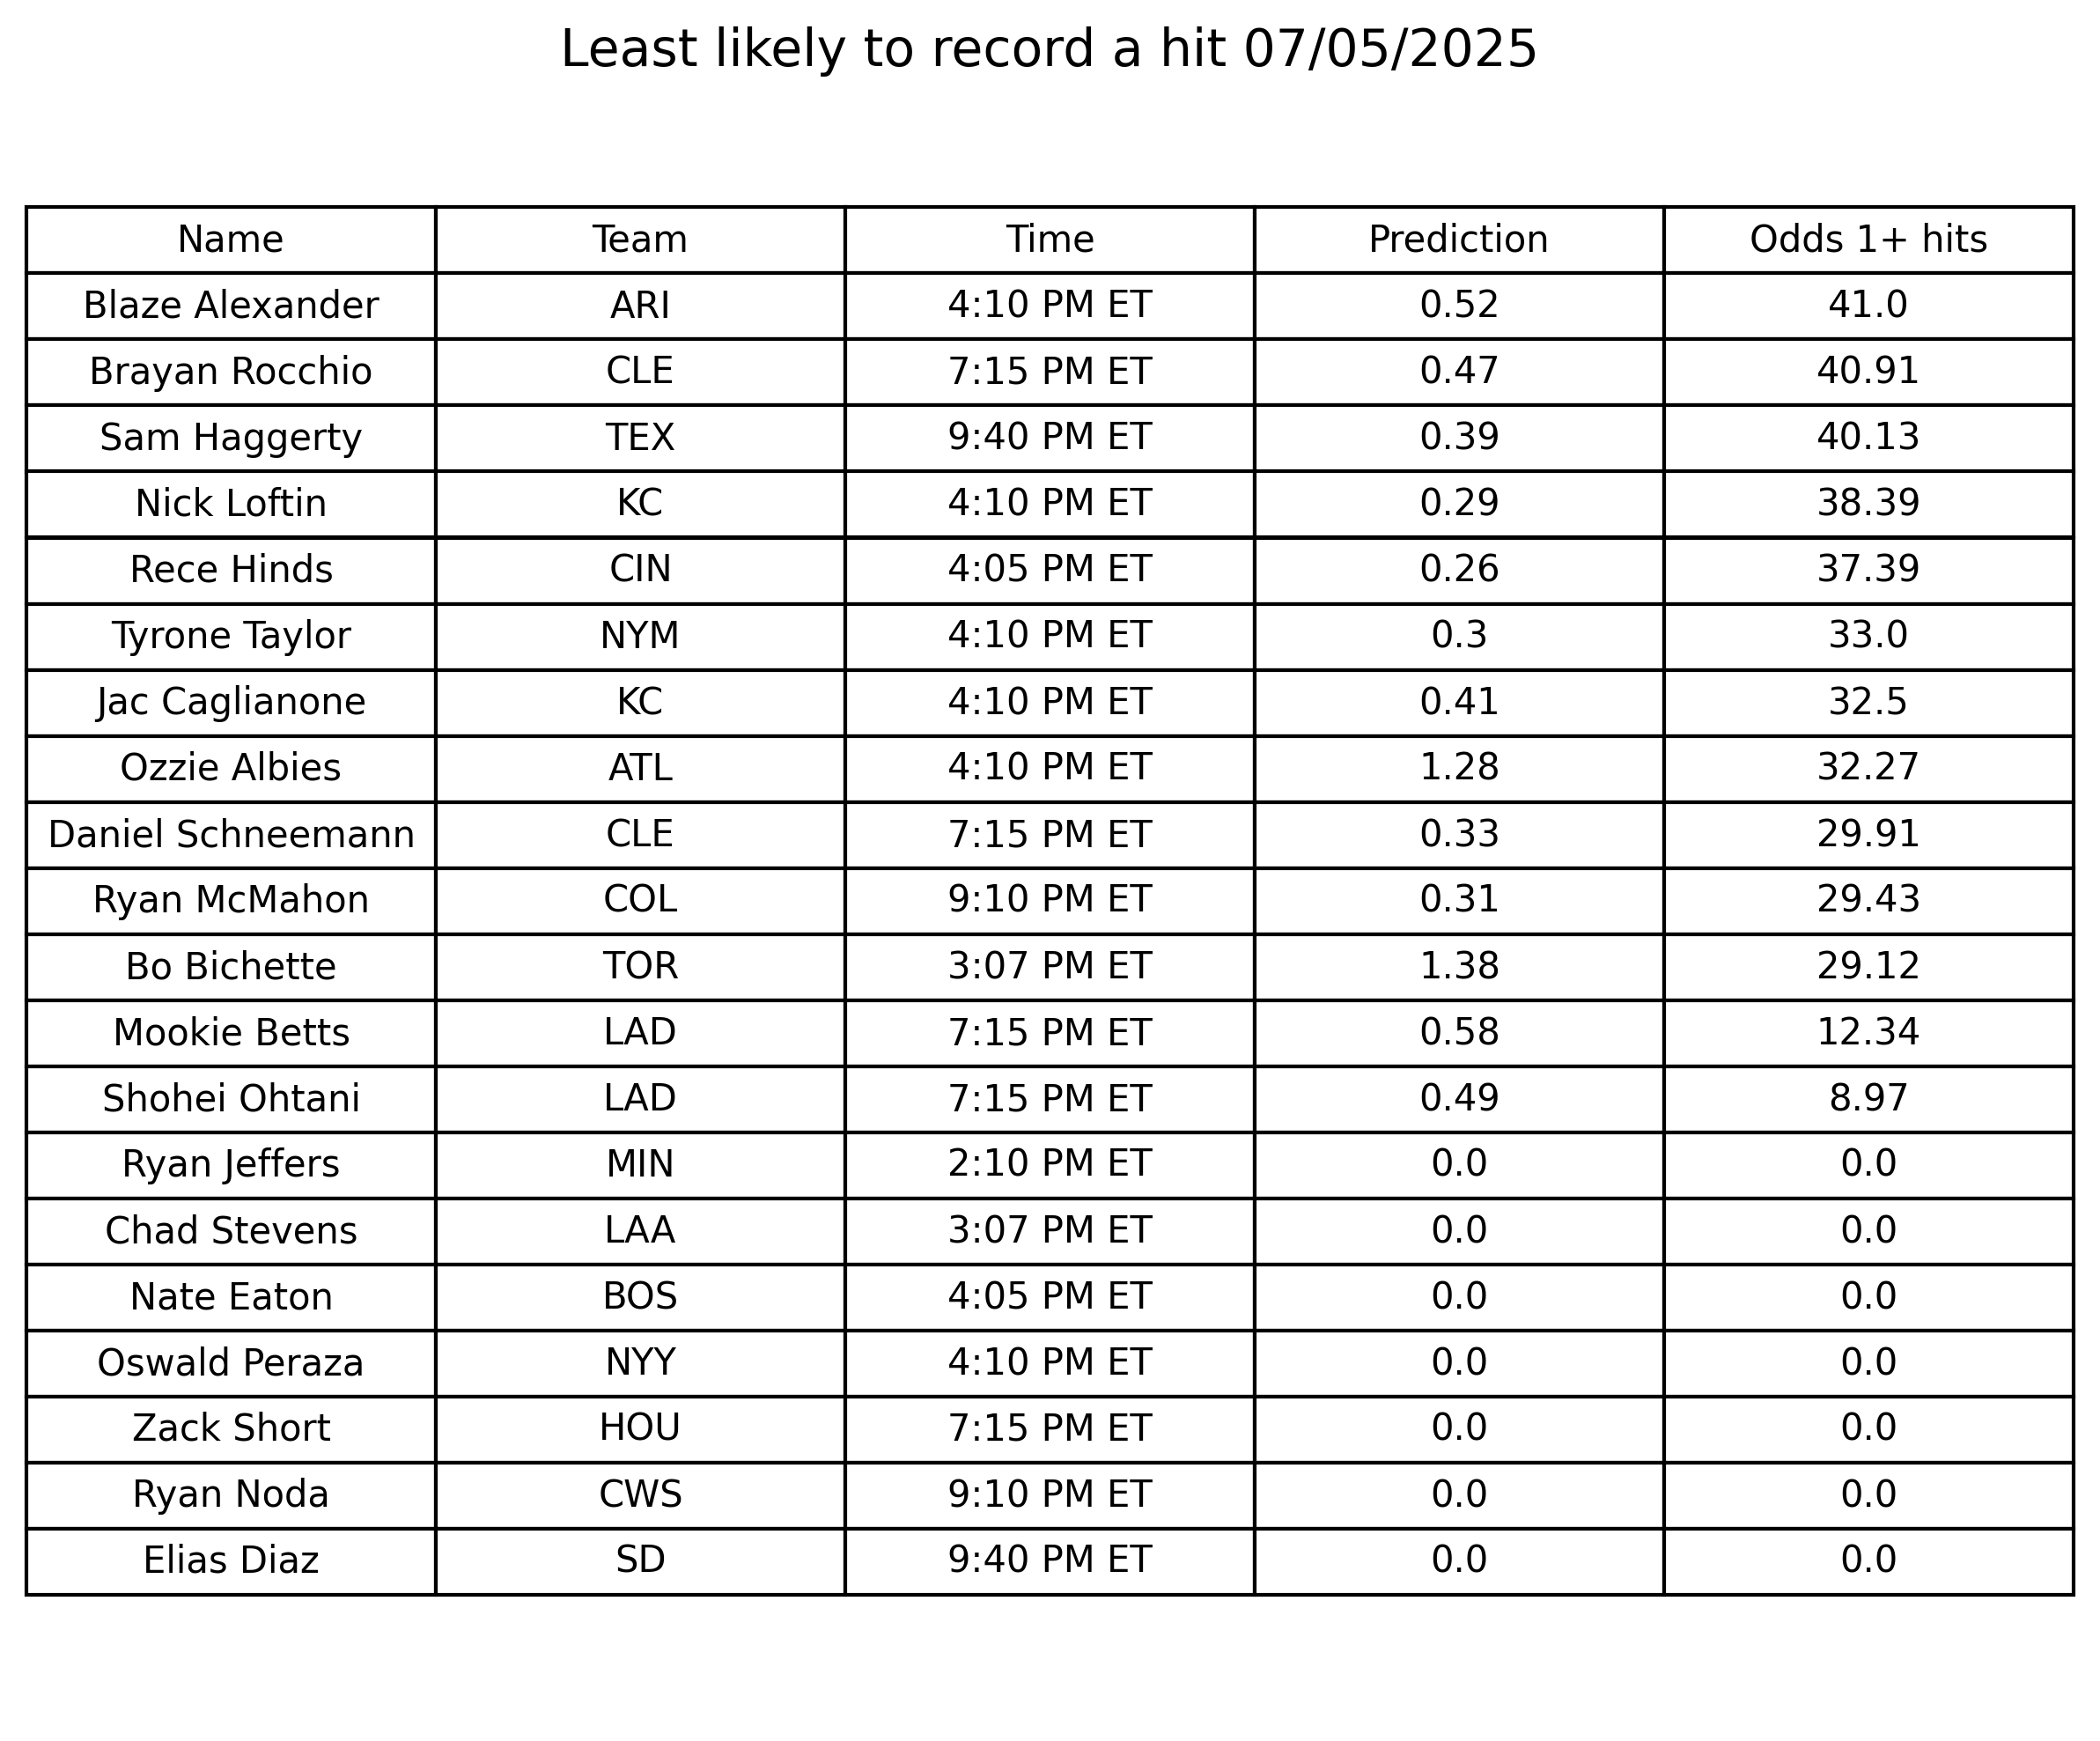 Least likely to record a hit 07/05/2025
Name Team Time Prediction Odds 1+ hits
Blaze Alexander ARI 4:10 PM ET 0.52 41.0
Brayan Rocchio CLE 7:15 PM ET 0.47 40.91
Sam Haggerty TEX 9:40 PM ET 0.39 40.13
Nick Loftin KC 4:10 PM ET 0.29 38.39
Rece Hinds CIN 4:05 PM ET 0.26 37.39
Tyrone Taylor NYM 4:10 PM ET 0.3 33.0
Jac Caglianone KC 4:10 PM ET 0.41 32.5
Ozzie Albies ATL 4:10 PM ET 1.28 32.27
Daniel Schneemann CLE 7:15 PM ET 0.33 29.91
Ryan McMahon COL 9:10 PM ET 0.31 29.43
Bo Bichette TOR 3:07 PM ET 1.38 29.12
Mookie Betts LAD 7:15 PM ET 0.58 12.34
Shohei Ohtani LAD 7:15 PM ET 0.49 8.97
Ryan Jeffers MIN 2:10 PM ET 0.0 0.0
Chad Stevens LAA 3:07 PM ET 0.0 0.0
Nate Eaton BOS 4:05 PM ET 0.0 0.0
Oswald Peraza NYY 4:10 PM ET 0.0 0.0
Zack Short HOU 7:15 PM ET 0.0 0.0
Ryan Noda CWS 9:10 PM ET 0.0 0.0
Elias Diaz SD 9:40 PM ET 0.0 0.0